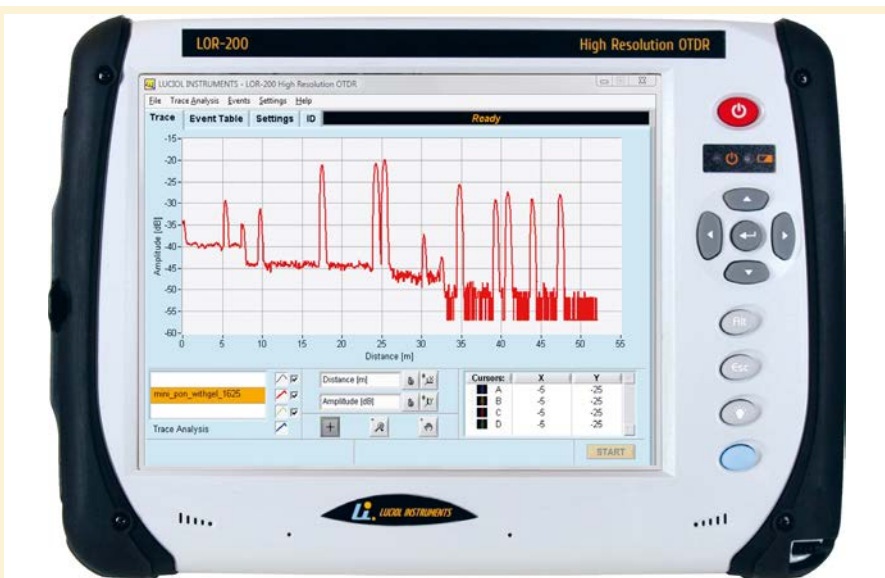 LOR-200 High Resolution OTDR
LUCIOL INSTRUMENTS - LOR-200 High Resolution OTDR
File Trace Analysis Events Settings Help
Trace Event Table Settings ID Ready
-15
-20
-25
-30
-35
-40
-45
-50
-55
-60
Amplitude [dB]
0 5 10 15 20 25 30 35 40 45 50 55
Distance [m]
mini_pon_withgel_1625
Trace Analysis
Distance [m]
Amplitude [dB]
Cursors: X Y
A -5 -25
B -5 -25
C -5 -25
D -5 -25
START
Alt
Esc
Li. LUCIOL INSTRUMENTS